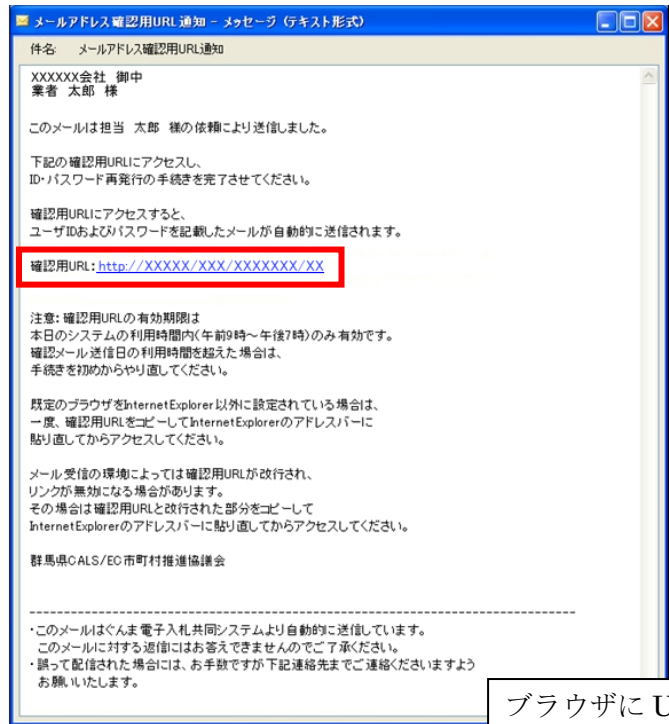 メールアドレス確認用URL通知 - メッセージ (テキスト形式)
件名: メールアドレス確認用URL通知
XXXXXX会社 御中
業者 太郎 様
このメールは担当 太郎 様の依頼により送信しました。
下記の確認用URLにアクセスし、
ID・パスワード再発行の手続きを完了させてください。
確認用URLにアクセスすると、
ユーザIDおよびパスワードを記載したメールが自動的に送信されます。
確認用URL:http://XXXXX/XXX/XXXXXXX/XX
注意:確認用URLの有効期限は
本日のシステムの利用時間内(午前9時～午後7時)のみ有効です。
確認メール送信日の利用時間を超えた場合は、
手続きを初めからやり直してください。
既定のブラウザをInternetExplorer以外に設定されている場合は、
一度、確認用URLをコピーしてInternetExplorerのアドレスバーに
貼り直してからアクセスしてください。
メール受信の環境によっては確認用URLが改行され、
リンクが無効になる場合があります。
その場合は確認用URLと改行された部分をコピーして
InternetExplorerのアドレスバーに貼り直してからアクセスしてください。
群馬県CALS/EC市町村推進協議会
--------------------------------------------------------------------------------
・このメールはぐんま電子入札共同システムより自動的に送信しています。
このメールに対する返信にはお答えできませんのでご了承ください。
・誤って配信された場合には、お手数ですが下記連絡先までご連絡くださいますよう
お願いいたします。
ブラウザに U